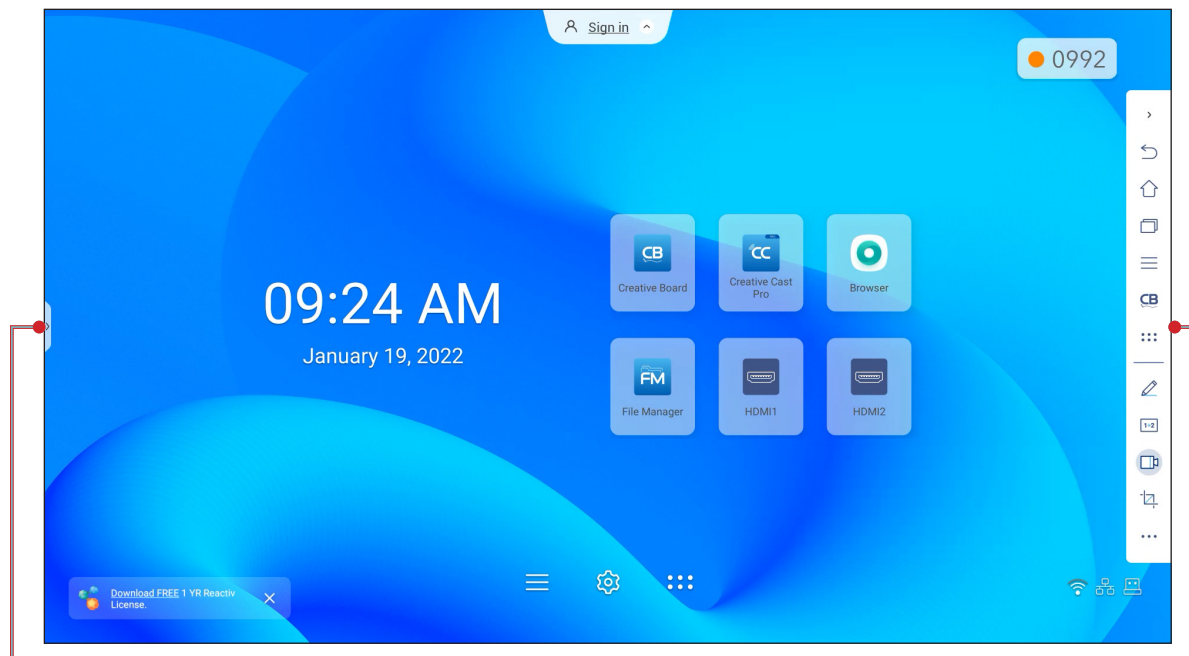 Sign in
0992
CB
CC
Creative Board
Creative Cast
Pro
Browser
09:24 AM
January 19, 2022
FM
File Manager
HDMI1
HDMI2
CB
1=2
Download FREE 1 YR Reactiv
License.